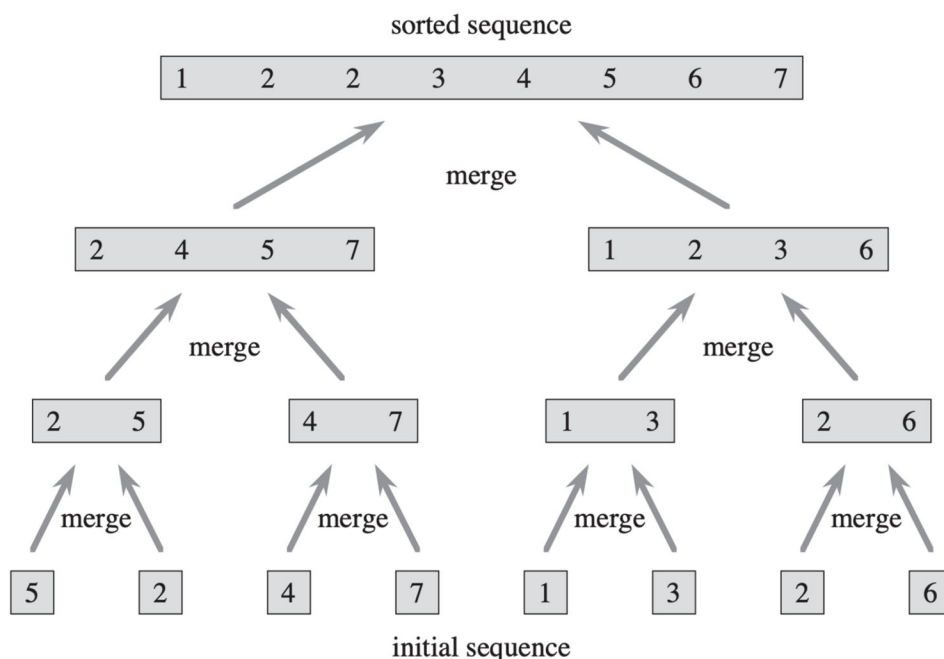 sorted sequence
1 2 2 3 4 5 6 7
merge
2 4 5 7
1 2 3 6
merge
merge
2 5
4 7
1 3
2 6
merge
merge
merge
merge
5
2
4
7
1
3
2
6
initial sequence